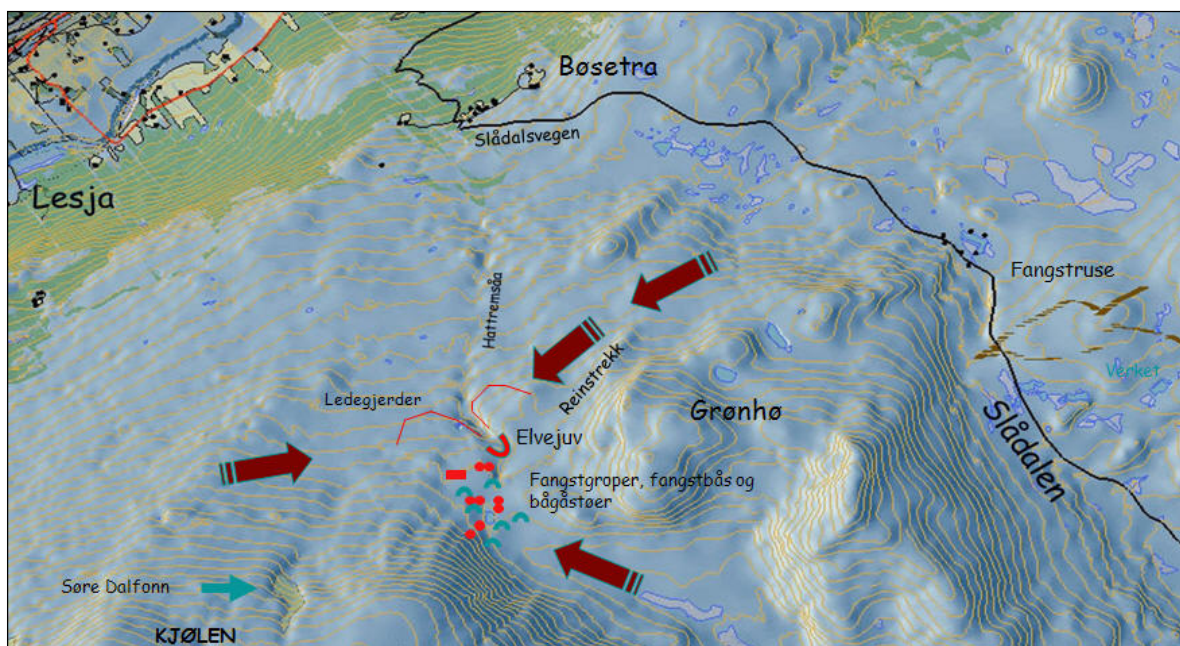 Bøsetra
Slådalsvegen
Lesja
Fangstruse
Hattremsåa
Reinstrekk
Verket
Ledegjerder
Grønhø
Slådalen
Elvejuv
Fangstgroper, fangstbås og
bågåstøer
Søre Dalfonn
KJØLEN